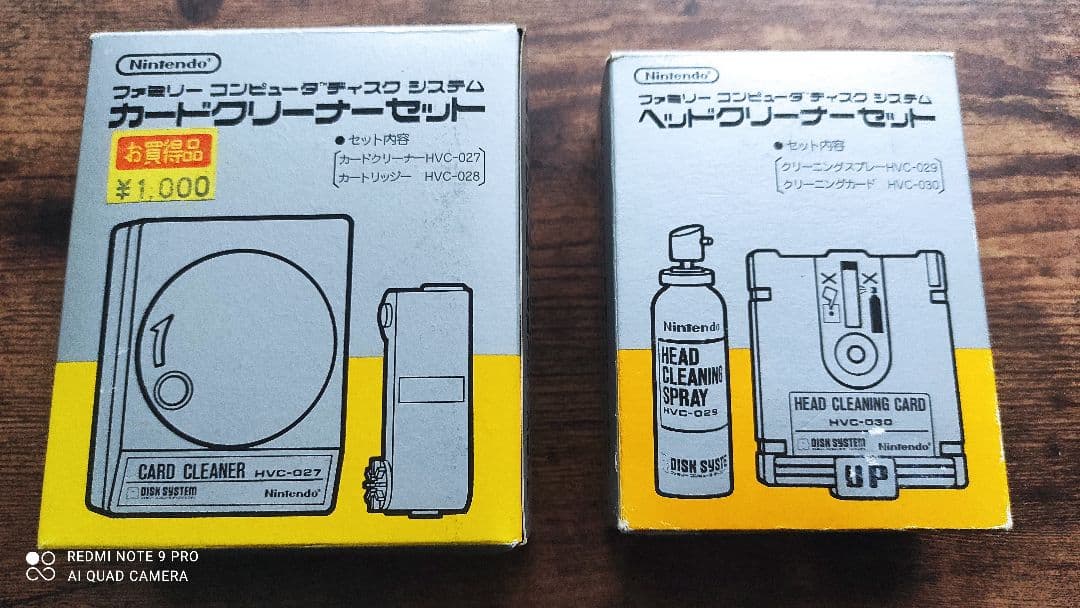 Nintendo
ファミリー コンピュータ ディスク システム
カードクリーナーセット
お買得品
¥1,000
●セット内容
カードクリーナーHVC-027
カートリッジー HVC-028
CARD CLEANER HVC-027
DISK SYSTEM Nintendo
Nintendo
ファミリー コンピュータ ディスク システム
ヘッドクリーナーセット
●セット内容
クリーニングスプレーHVC-029
クリーニングカード HVC-030
Nintendo
HEAD
CLEANING
SPRAY
HVC-029
DISK SYSTE
HEAD CLEANING CARD
HVC-030
DISK SYSTEM Nintendo
UP
REDMI NOTE 9 PRO
AI QUAD CAMERA